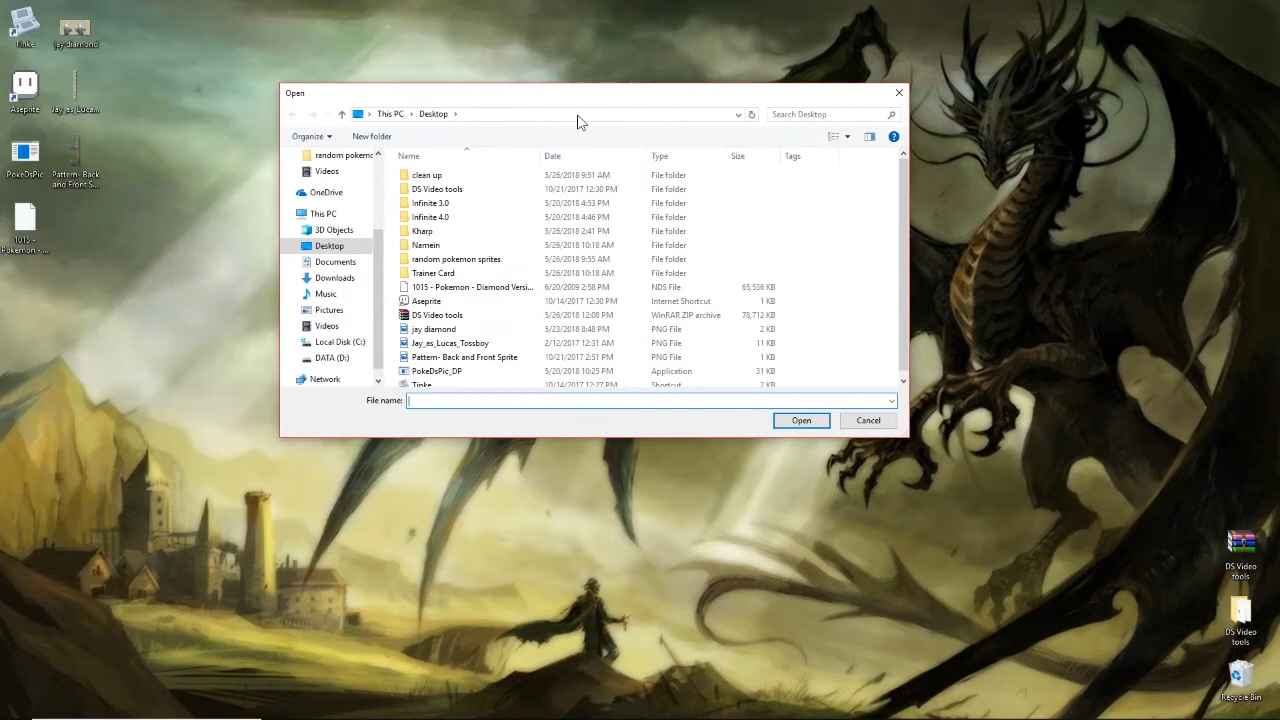 Tinke
jay diamond
Aseprite
Jay_as_Luca...
PokeDsPic
Pattern- Back
and Front S...
1015 -
Pokemon - ...
Open
This PC
Desktop
Search Desktop
Organize
New folder
random pokemc
Videos
OneDrive
This PC
3D Objects
Desktop
Documents
Downloads
Music
Pictures
Videos
Local Disk (C:)
DATA (D:)
Network
Name Date Type Size Tags
clean up 5/26/2018 9:51 AM File folder
DS Video tools 10/21/2017 12:30 PM File folder
Infinite 3.0 5/20/2018 4:53 PM File folder
Infinite 4.0 5/20/2018 4:46 PM File folder
Kharp 5/26/2018 2:41 PM File folder
Namein 5/26/2018 10:18 AM File folder
random pokemon sprites 5/26/2018 9:55 AM File folder
Trainer Card 5/26/2018 10:18 AM File folder
1015 - Pokemon - Diamond Versi... 6/20/2009 2:58 PM NDS File 65,536 KB
Aseprite 10/14/2017 12:30 PM Internet Shortcut 1 KB
DS Video tools 5/26/2018 12:08 PM WinRAR ZIP archive 78,712 KB
jay diamond 5/23/2018 8:48 PM PNG File 2 KB
Jay_as_Lucas_Tossboy 2/12/2017 12:31 AM PNG File 11 KB
Pattern- Back and Front Sprite 10/21/2017 2:51 PM PNG File 1 KB
PokeDsPic_DP 5/20/2018 10:25 PM Application 31 KB
Tinke 10/14/2017 12:27 PM Shortcut 2 KB
File name:
Open
Cancel
DS Video
tools
DS Video
tools
Recycle Bin